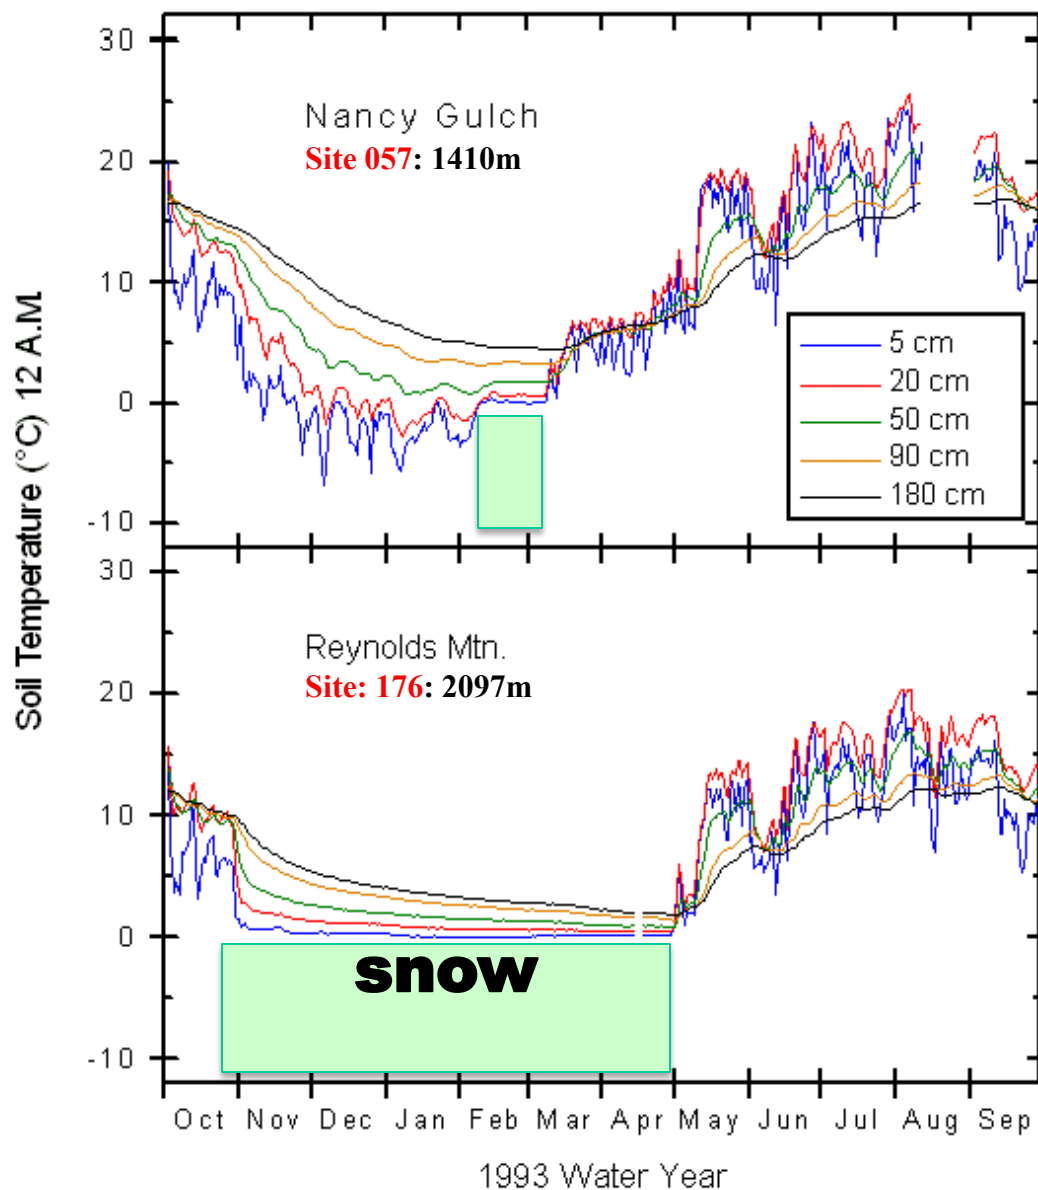 Soil Temperature (°C) 12 A.M.
30
20
10
0
-10
Nancy Gulch
Site 057: 1410m
5 cm
20 cm
50 cm
90 cm
180 cm
30
20
10
0
-10
Reynolds Mtn.
Site: 176: 2097m
snow
Oct Nov Dec Jan Feb Mar Apr May Jun Jul Aug Sep
1993 Water Year